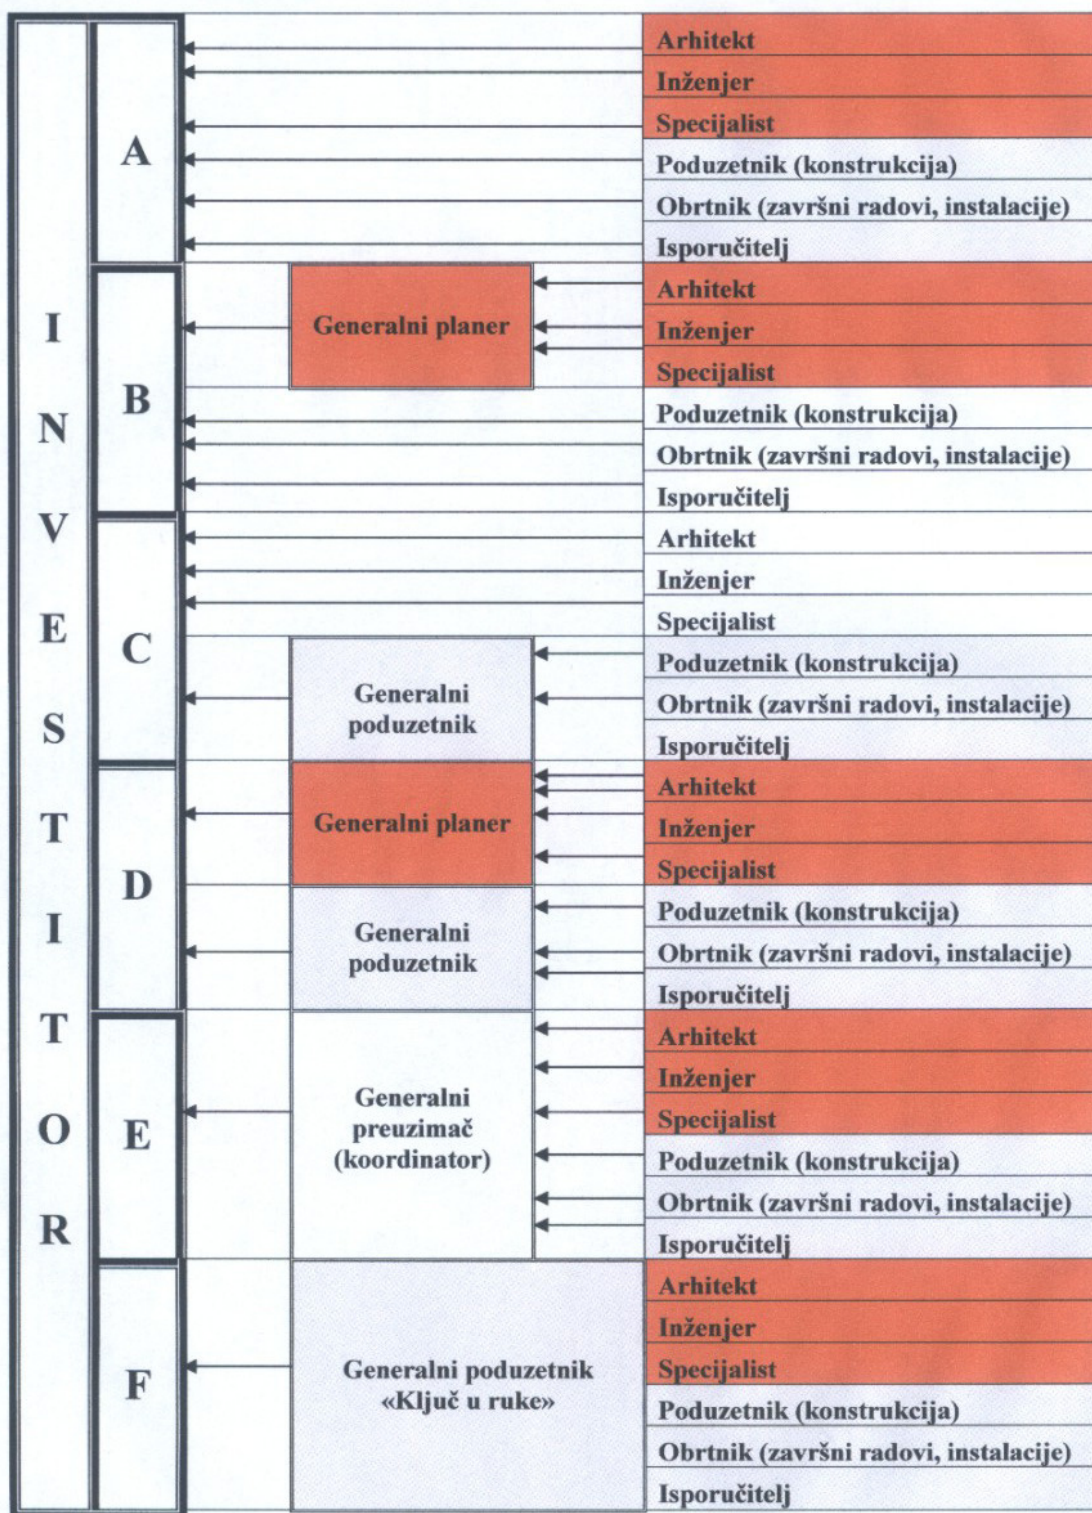 INVESTITOR
A
Arhitekt
Inženjer
Specijalist
Poduzetnik (konstrukcija)
Obrtnik (završni radovi, instalacije)
Isporučitelj
B
Generalni planer
Arhitekt
Inženjer
Specijalist
Poduzetnik (konstrukcija)
Obrtnik (završni radovi, instalacije)
Isporučitelj
C
Arhitekt
Inženjer
Specijalist
Generalni
poduzetnik
Poduzetnik (konstrukcija)
Obrtnik (završni radovi, instalacije)
Isporučitelj
D
Generalni planer
Arhitekt
Inženjer
Specijalist
Generalni
poduzetnik
Poduzetnik (konstrukcija)
Obrtnik (završni radovi, instalacije)
Isporučitelj
E
Generalni
preuzimač
(koordinator)
Arhitekt
Inženjer
Specijalist
Poduzetnik (konstrukcija)
Obrtnik (završni radovi, instalacije)
Isporučitelj
F
Generalni poduzetnik
«Ključ u ruke»
Arhitekt
Inženjer
Specijalist
Poduzetnik (konstrukcija)
Obrtnik (završni radovi, instalacije)
Isporučitelj